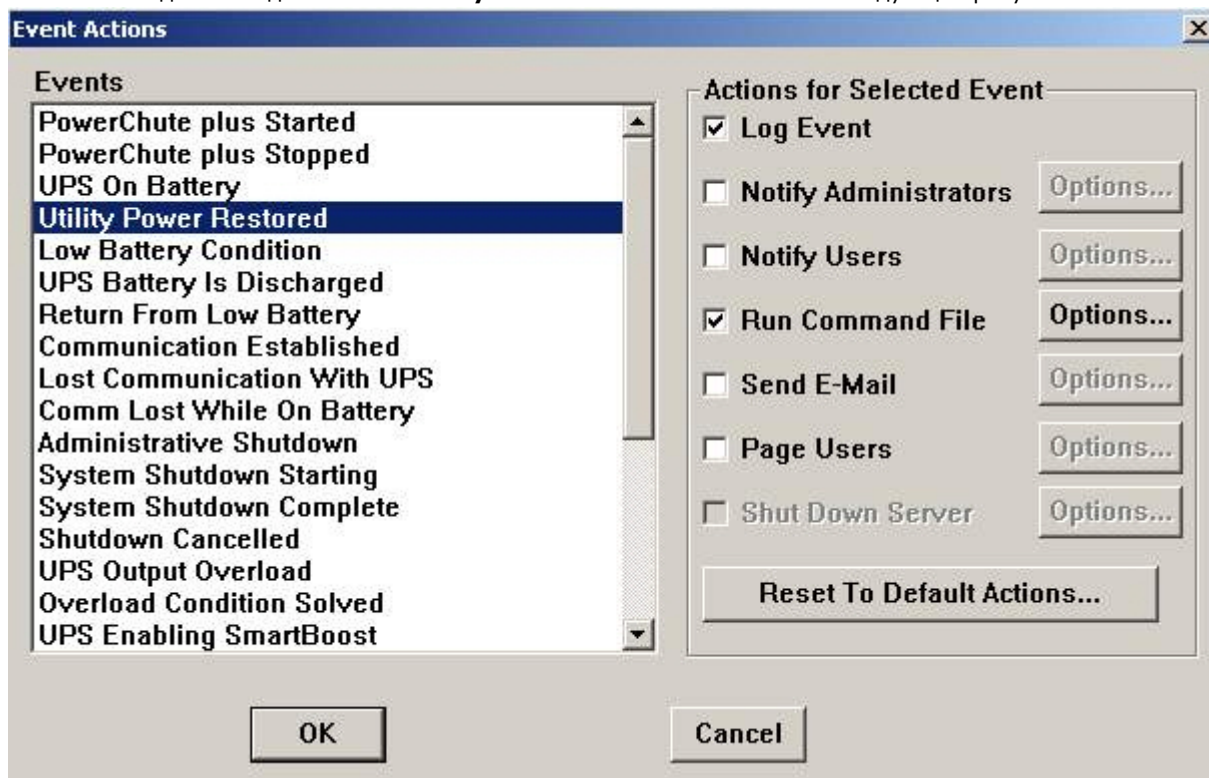 Event Actions
Events
PowerChute plus Started
PowerChute plus Stopped
UPS On Battery
Utility Power Restored
Low Battery Condition
UPS Battery Is Discharged
Return From Low Battery
Communication Established
Lost Communication With UPS
Comm Lost While On Battery
Administrative Shutdown
System Shutdown Starting
System Shutdown Complete
Shutdown Cancelled
UPS Output Overload
Overload Condition Solved
UPS Enabling SmartBoost
Actions for Selected Event
Log Event
Notify Administrators Options...
Notify Users Options...
Run Command File Options...
Send E-Mail Options...
Page Users Options...
Shut Down Server Options...
Reset To Default Actions...
OK
Cancel